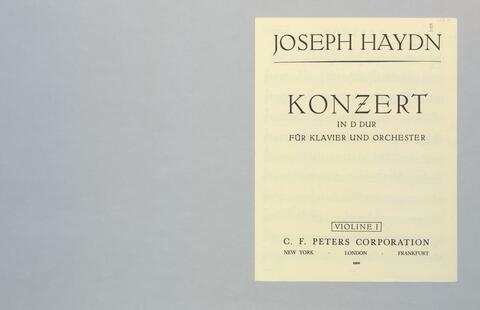 JOSEPH HAYDN
KONZERT
IN D DUR
FÜR KLAVIER UND ORCHESTER
VIOLINE I
C. F. PETERS CORPORATION
NEW YORK - LONDON - FRANKFURT